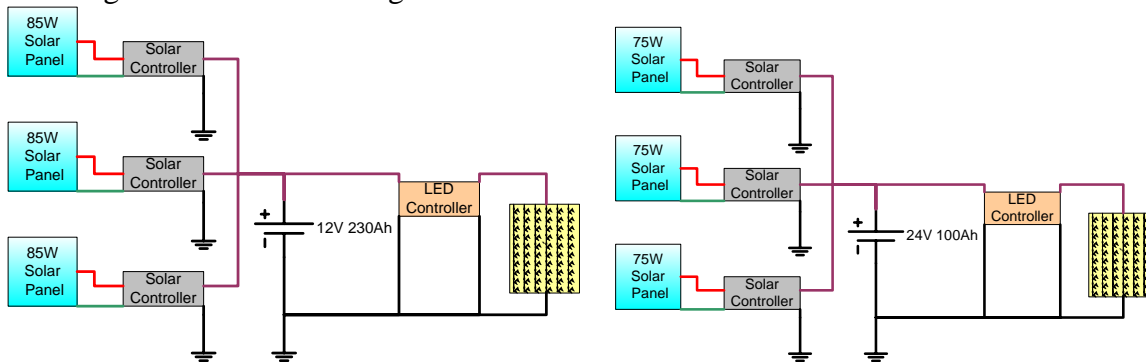 85W
Solar
Panel
Solar
Controller
85W
Solar
Panel
Solar
Controller
85W
Solar
Panel
Solar
Controller
+
LED
Controller
12V 230Ah
75W
Solar
Panel
Solar
Controller
75W
Solar
Panel
Solar
Controller
75W
Solar
Panel
Solar
Controller
+
LED
Controller
24V 100Ah